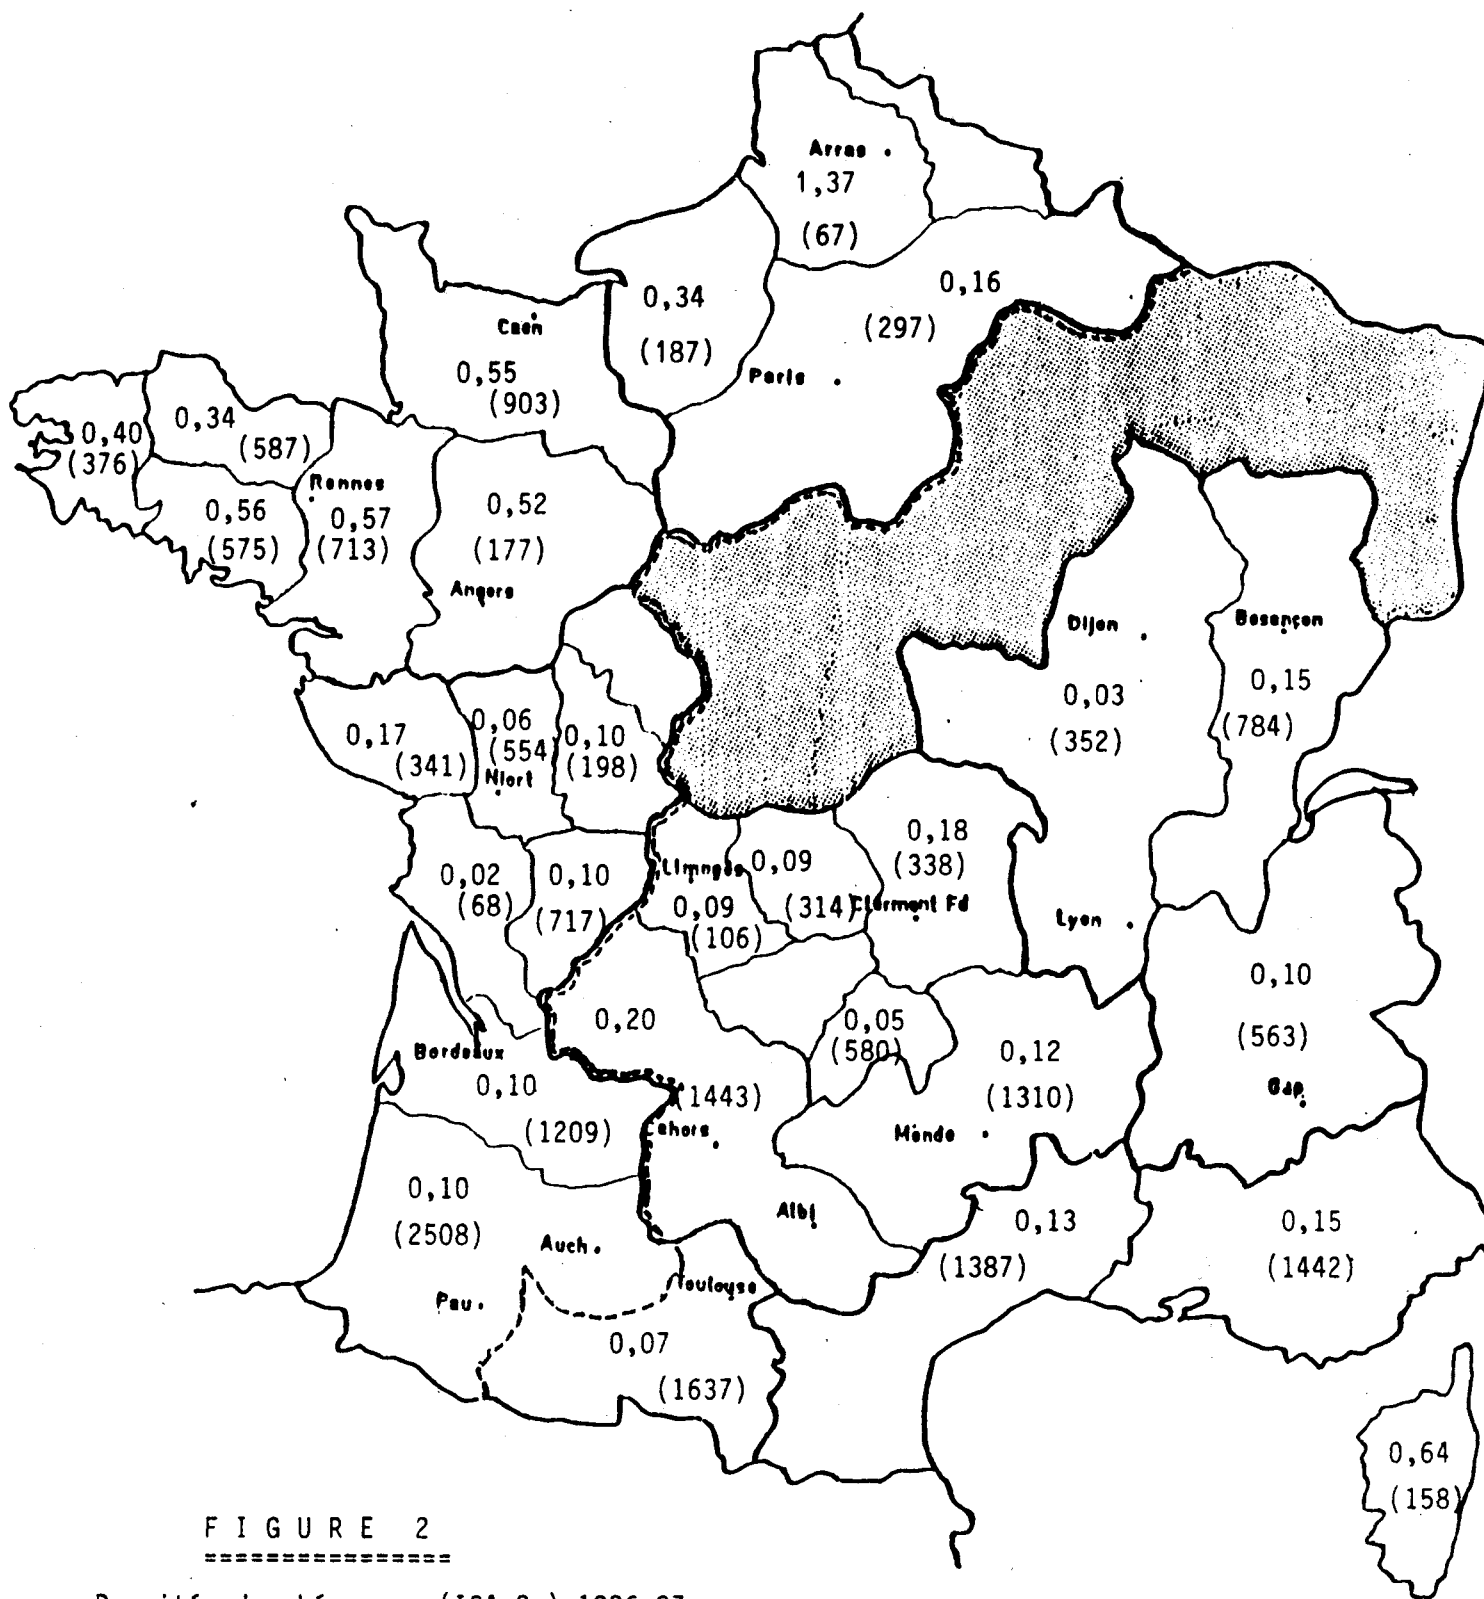 Arras
1,37
(67)
0,34
(187)
0,16
(297)
Caen
0,55
(903)
Paris
0,40
(376)
0,34
(587)
Rennes
0,56
(575)
0,57
(713)
0,52
(177)
Angers
Dijon
0,03
(352)
Besançon
0,15
(784)
0,17
(341)
0,06
(554
Niort
0,10
(198)
0,02
(68)
0,10
(717)
Limoges
0,09
(106)
0,09
(314)
0,18
(338)
Clermont Fd
Lyon
0,10
(563)
Gap
0,20
(1443)
Cahors
0,05
(580)
0,12
(1310)
Mende
Bordeaux
0,10
(1209)
0,10
(2508)
Auch
Pau
Toulouse
Albi
0,13
(1387)
0,15
(1442)
0,07
(1637)
0,64
(158)
FIGURE 2
===============